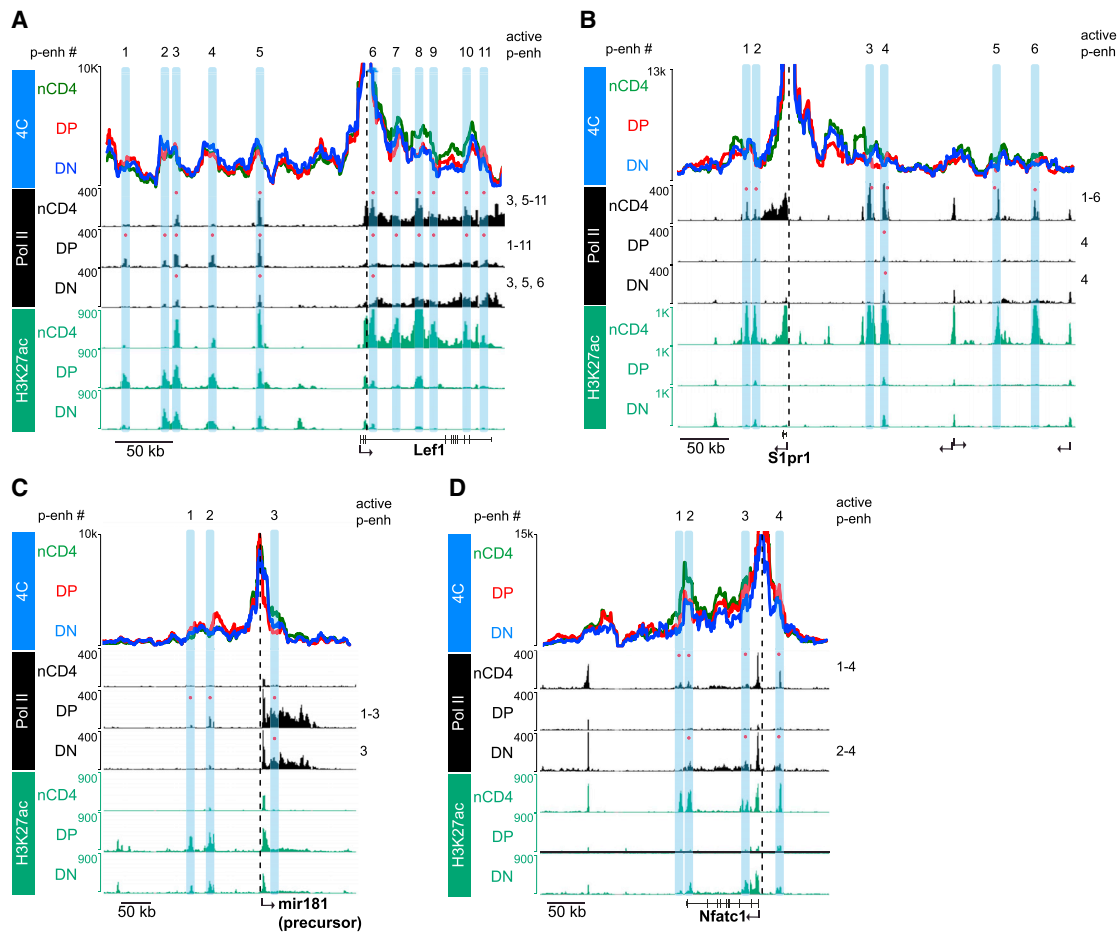 A
p-enh #
1 2 3 4 5 6 7 8 9 10 11
active
p-enh
10K
4C
nCD4
DP
DN
Pol II
400
nCD4
3, 5-11
400
DP
1-11
400
DN
3, 5, 6
H3K27ac
900
nCD4
900
DP
900
DN
50 kb
Lef1
B
p-enh #
1 2 3 4 5 6
active
p-enh
13k
4C
nCD4
DP
DN
Pol II
400
nCD4
1-6
400
DP
4
400
DN
4
H3K27ac
1K
nCD4
1K
DP
1K
DN
50 kb
S1pr1
C
p-enh #
1 2 3
active
p-enh
10k
4C
nCD4
DP
DN
Pol II
400
nCD4
400
DP
1-3
400
DN
3
H3K27ac
900
nCD4
900
DP
900
DN
50 kb
mir181
(precursor)
D
p-enh #
1 2 3 4
active
p-enh
15k
4C
nCD4
DP
DN
Pol II
400
nCD4
1-4
400
DP
400
DN
2-4
H3K27ac
900
nCD4
900
DP
900
DN
50 kb
Nfatc1